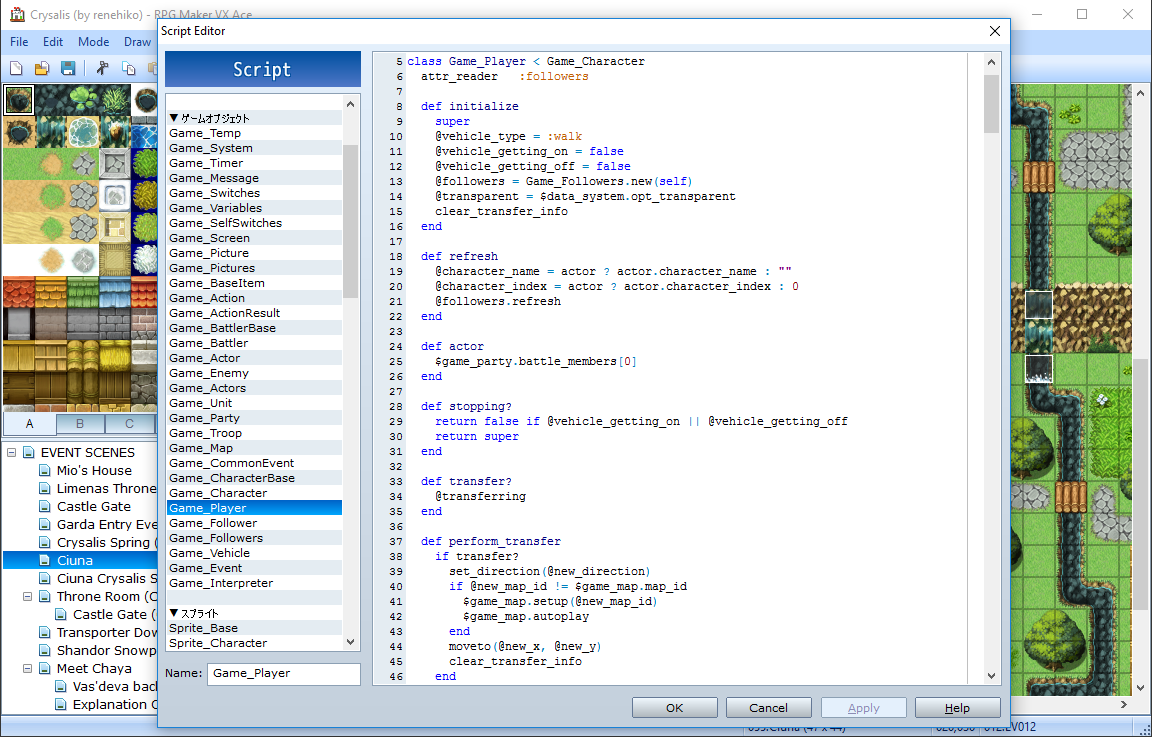 Crysalis (by renehiko) - RPG Maker VX Ace
File Edit Mode Draw
Script Editor
Script
▼ ゲームオブジェクト
Game_Temp
Game_System
Game_Timer
Game_Message
Game_Switches
Game_Variables
Game_SelfSwitches
Game_Screen
Game_Picture
Game_Pictures
Game_BaseItem
Game_Action
Game_ActionResult
Game_BattlerBase
Game_Battler
Game_Actor
Game_Enemy
Game_Actors
Game_Unit
Game_Party
Game_Troop
Game_Map
Game_CommonEvent
Game_CharacterBase
Game_Character
Game_Player
Game_Follower
Game_Followers
Game_Vehicle
Game_Event
Game_Interpreter
▼ スプライト
Sprite_Base
Sprite_Character
Name: Game_Player
5 class Game_Player < Game_Character
6 attr_reader :followers
7
8 def initialize
9 super
10 @vehicle_type = :walk
11 @vehicle_getting_on = false
12 @vehicle_getting_off = false
13 @followers = Game_Followers.new(self)
14 @transparent = $data_system.opt_transparent
15 clear_transfer_info
16 end
17
18 def refresh
19 @character_name = actor ? actor.character_name : ""
20 @character_index = actor ? actor.character_index : 0
21 @followers.refresh
22 end
23
24 def actor
25 $game_party.battle_members[0]
26 end
27
28 def stopping?
29 return false if @vehicle_getting_on || @vehicle_getting_off
30 return super
31 end
32
33 def transfer?
34 @transferring
35 end
36
37 def perform_transfer
38 if transfer?
39 set_direction(@new_direction)
40 if @new_map_id != $game_map.map_id
41 $game_map.setup(@new_map_id)
42 $game_map.autoplay
43 end
44 moveto(@new_x, @new_y)
45 clear_transfer_info
46 end
OK Cancel Apply Help
A B C
EVENT SCENES
Mio's House
Limenas Throne
Castle Gate
Garda Entry Eve
Crysalis Spring (
Ciuna
Ciuna Crysalis S
Throne Room (C
Castle Gate (
Transporter Dow
Shandor Snowp
Meet Chaya
Vas'deva back
Explanation C